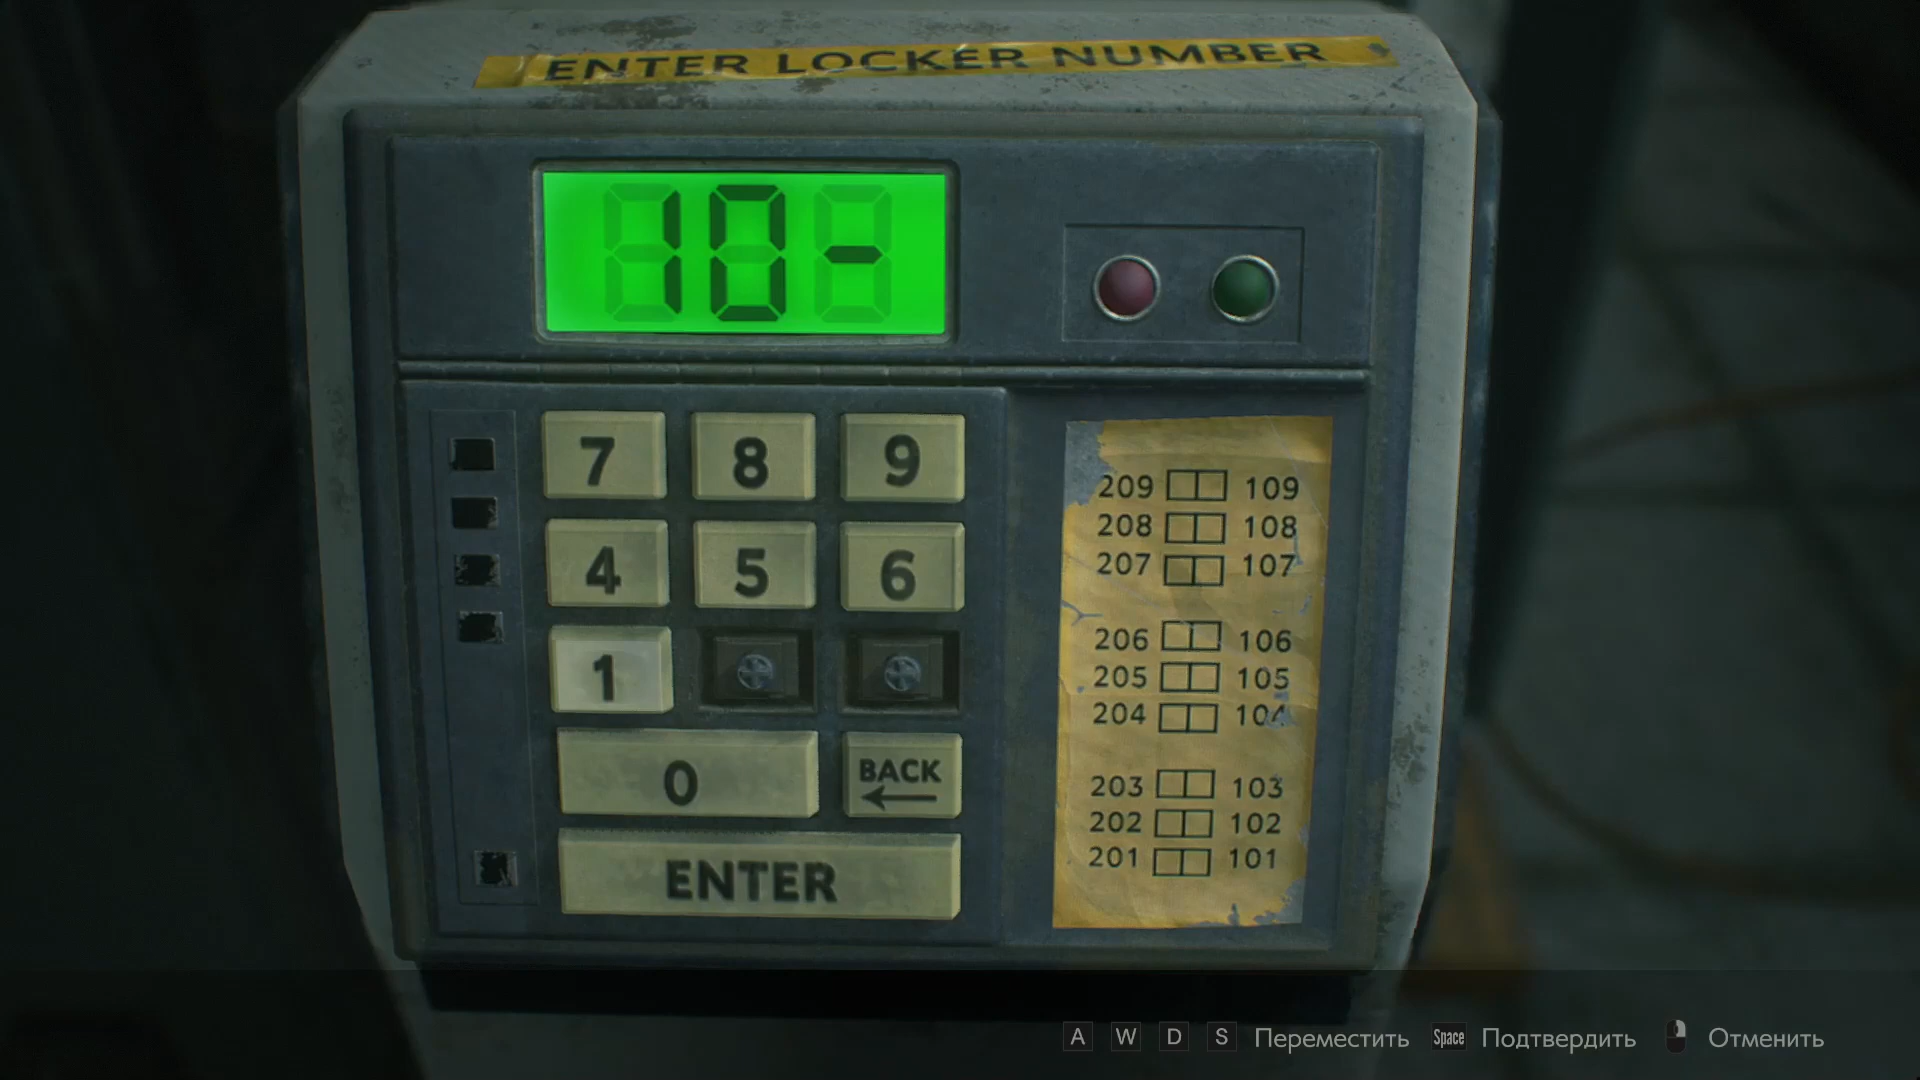 ENTER LOCKER NUMBER
10-
7 8 9
4 5 6
1
0 BACK
ENTER
209 109
208 108
207 107
206 106
205 105
204 104
203 103
202 102
201 101
A W D S Переместить Space Подтвердить Отменить